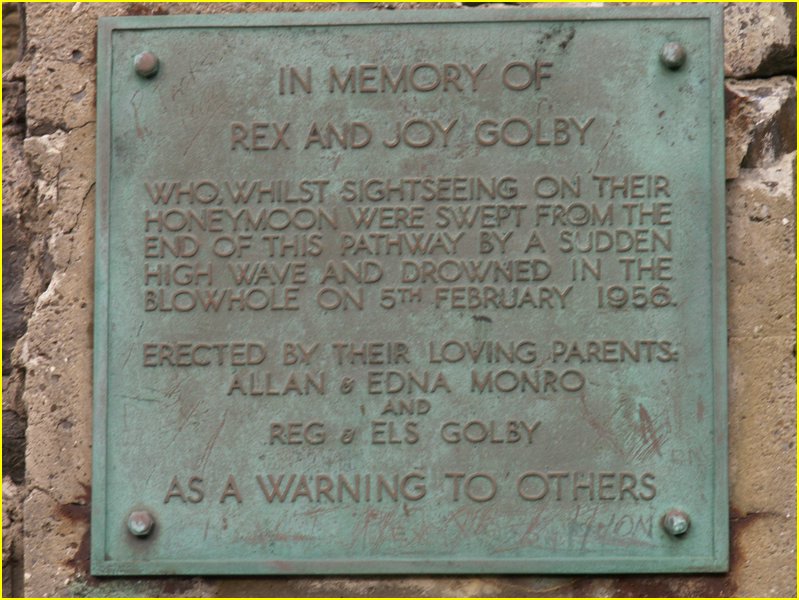 IN MEMORY OF
REX AND JOY GOLBY
WHO, WHILST SIGHTSEEING ON THEIR
HONEYMOON WERE SWEPT FROM THE
END OF THIS PATHWAY BY A SUDDEN
HIGH WAVE AND DROWNED IN THE
BLOWHOLE ON 5TH FEBRUARY 1956.
ERECTED BY THEIR LOVING PARENTS:
ALLAN & EDNA MONRO
AND
REG & ELS GOLBY
AS A WARNING TO OTHERS